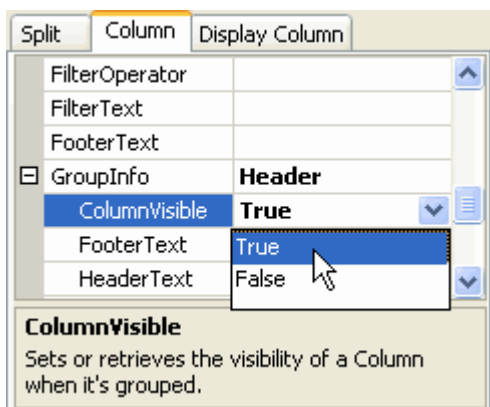 Split Column Display Column
FilterOperator
FilterText
FooterText
GroupInfo Header
ColumnVisible True
FooterText True
HeaderText False
ColumnVisible
Sets or retrieves the visibility of a Column
when it's grouped.